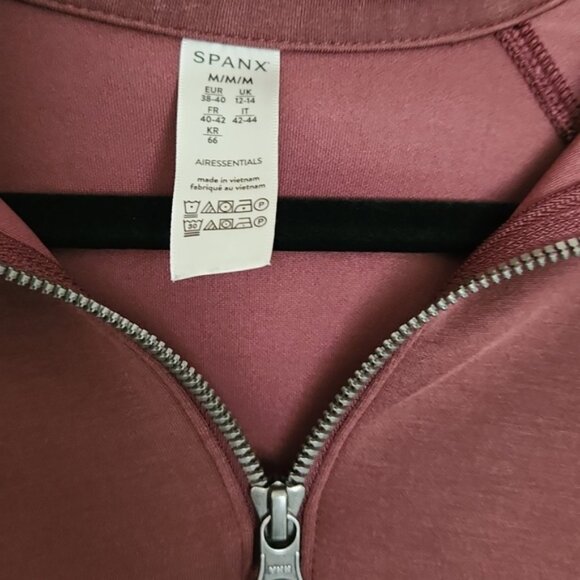 SPANX
M/M/M
EUR UK
38-40 12-14
FR IT
40-42 42-44
KR
66
AIRESSENTIALS
made in vietnam
fabriqué au vietnam
P
30 P